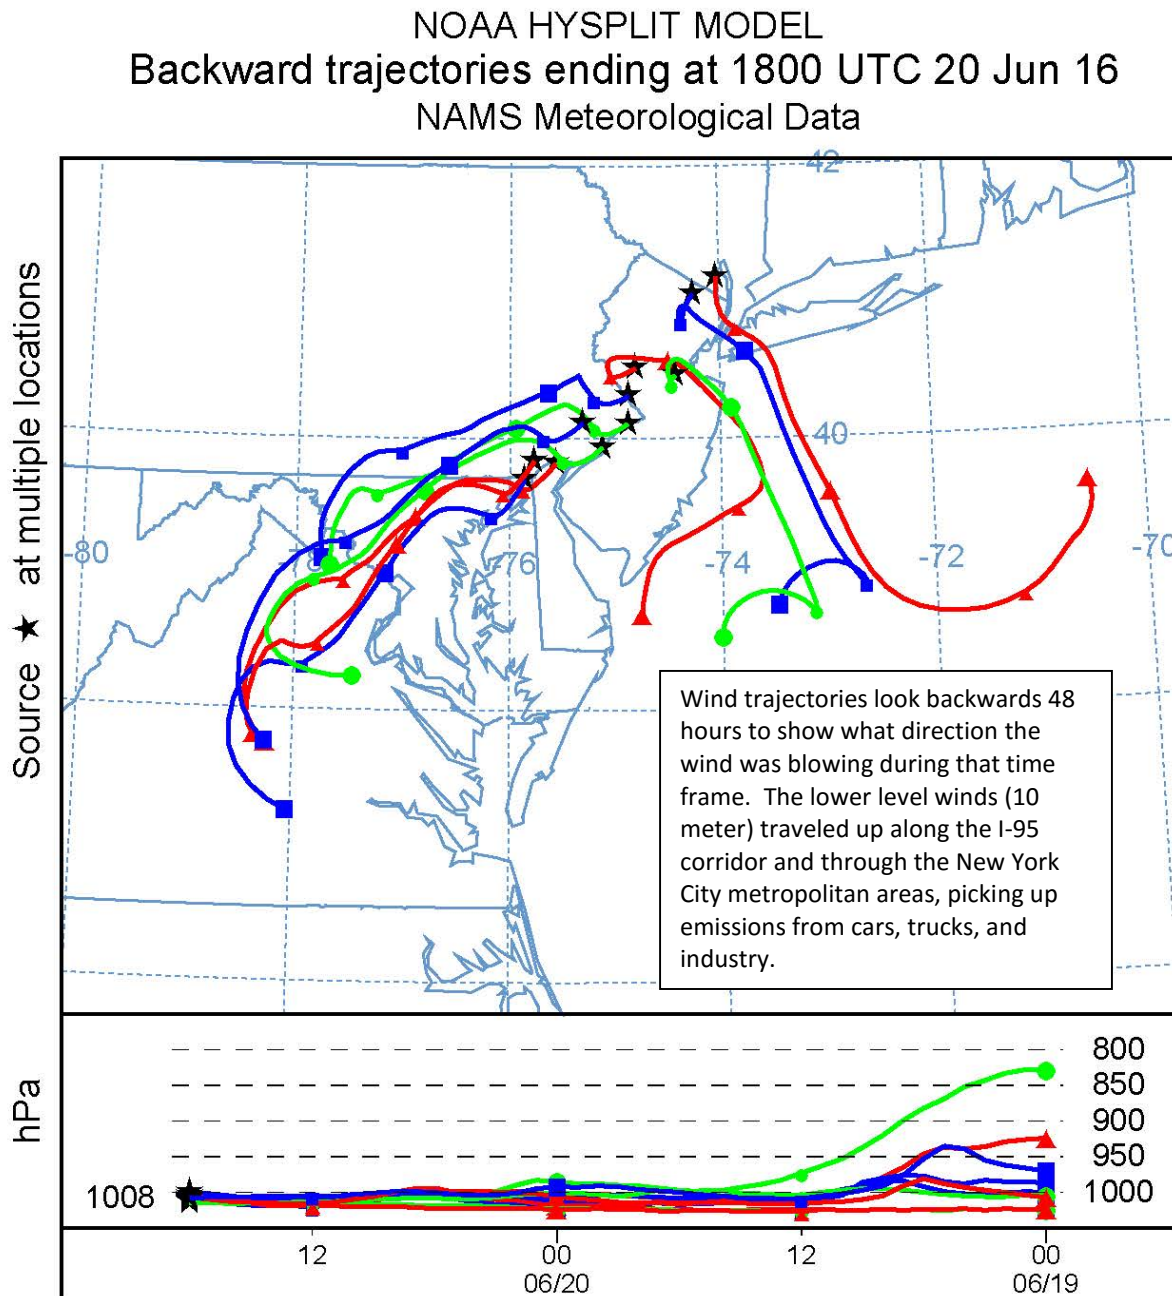 NOAA HYSPLIT MODEL
Backward trajectories ending at 1800 UTC 20 Jun 16
NAMS Meteorological Data
Source ★ at multiple locations
42
40
-80
-78
-76
-74
-72
-70
Wind trajectories look backwards 48
hours to show what direction the
wind was blowing during that time
frame.  The lower level winds (10
meter) traveled up along the I-95
corridor and through the New York
City metropolitan areas, picking up
emissions from cars, trucks, and
industry.
hPa
800
850
900
950
1000
1008
12
00
12
00
06/20
06/19